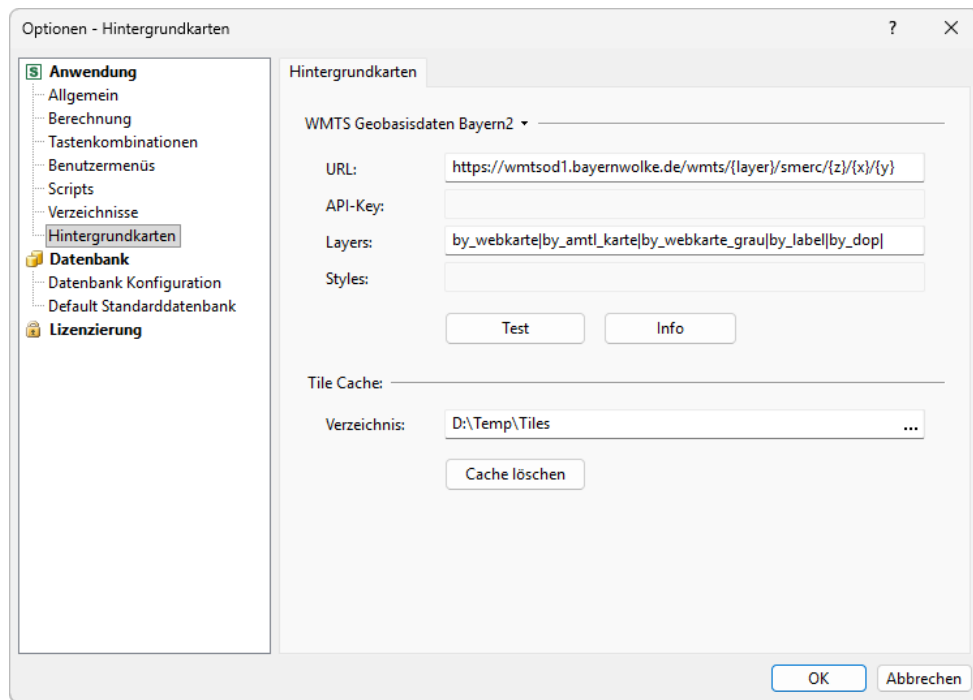 Optionen - Hintergrundkarten
?
Anwendung
Allgemein
Berechnung
Tastenkombinationen
Benutzermenüs
Scripts
Verzeichnisse
Hintergrundkarten
Datenbank
Datenbank Konfiguration
Default Standarddatenbank
Lizenzierung
Hintergrundkarten
WMTS Geobasisdaten Bayern2
URL: https://wmtsod1.bayernwolke.de/wmts/{layer}/smerc/{z}/{x}/{y}
API-Key:
Layers: by_webkarte|by_amtl_karte|by_webkarte_grau|by_label|by_dop|
Styles:
Test Info
Tile Cache:
Verzeichnis: D:\Temp\Tiles ...
Cache löschen
OK Abbrechen